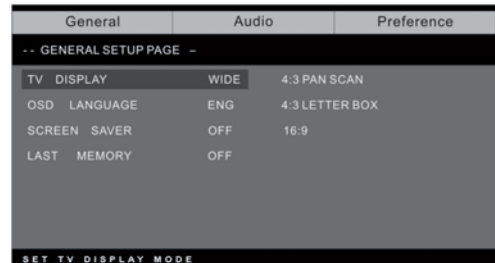 General Audio Preference
-- GENERAL SETUP PAGE –
TV DISPLAY WIDE 4:3 PAN SCAN
OSD LANGUAGE ENG 4:3 LETTER BOX
SCREEN SAVER OFF 16:9
LAST MEMORY OFF
SET TV DISPLAY MODE